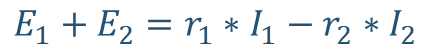 E₁ + E₂ = r₁ * I₁ − r₂ * I₂